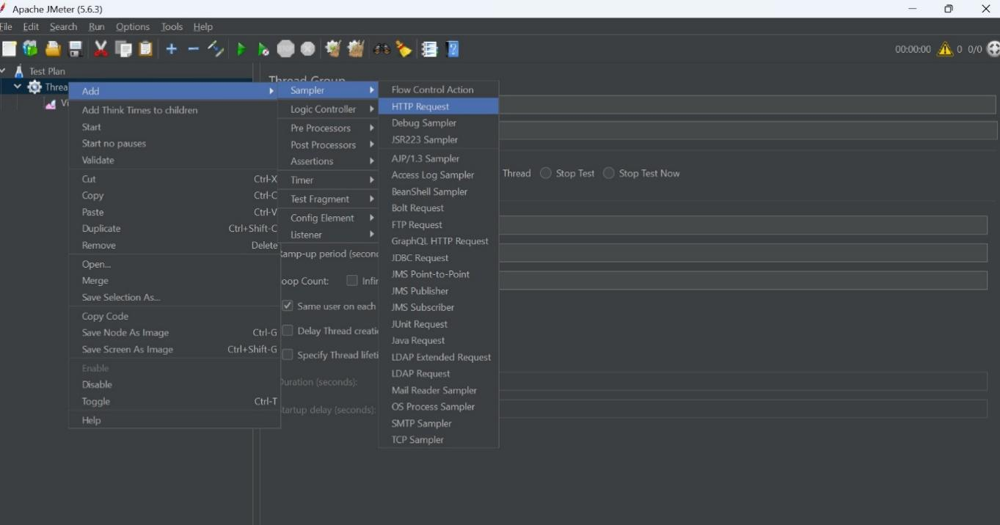 Apache JMeter (5.6.3)
File Edit Search Run Options Tools Help
00:00:00 0 0/0
Test Plan
Thread Group
Threa
Vi
Add
Add Think Times to children
Start
Start no pauses
Validate
Cut Ctrl-X
Copy Ctrl-C
Paste Ctrl-V
Duplicate Ctrl+Shift-C
Remove Delete
Open...
Merge
Save Selection As...
Copy Code
Save Node As Image Ctrl-G
Save Screen As Image Ctrl+Shift-G
Enable
Disable
Toggle Ctrl-T
Help
Sampler
Logic Controller
Pre Processors
Post Processors
Assertions
Timer
Test Fragment
Config Element
Listener
Flow Control Action
HTTP Request
Debug Sampler
JSR223 Sampler
AJP/1.3 Sampler
Access Log Sampler
BeanShell Sampler
Bolt Request
FTP Request
GraphQL HTTP Request
JDBC Request
JMS Point-to-Point
JMS Publisher
JMS Subscriber
JUnit Request
Java Request
LDAP Extended Request
LDAP Request
Mail Reader Sampler
OS Process Sampler
SMTP Sampler
TCP Sampler
Thread Stop Test Stop Test Now
Ramp-up period (second
oop Count: Infin
Same user on each
Delay Thread creati
Specify Thread lifeti
Duration (seconds):
tartup delay (seconds):